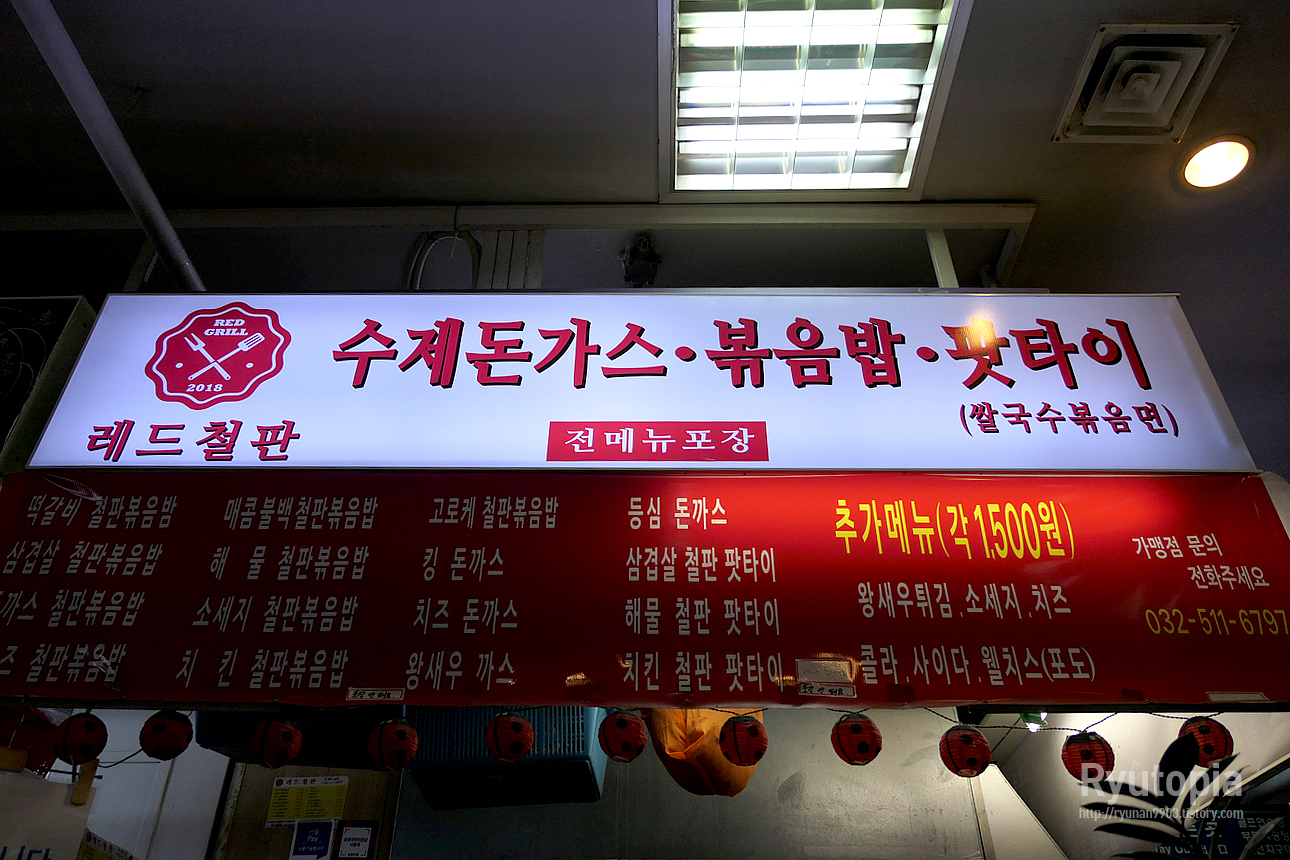 RED
GRILL
2018
레드철판
수제돈가스·볶음밥·팟타이
(쌀국수볶음면)
전메뉴포장
떡갈비 철판볶음밥
삼겹살 철판볶음밥
철판볶음밥
철판볶음밥
매콤불백철판볶음밥
해 물 철판볶음밥
소세지 철판볶음밥
치 킨 철판볶음밥
고로케 철판볶음밥
킹 돈까스
치즈 돈까스
왕새우 까스
등심 돈까스
삼겹살 철판 팟타이
해물 철판 팟타이
치킨 철판 팟타이
추가메뉴(각 1,500원)
왕새우튀김, 소세지, 치즈
콜라, 사이다, 웰치스(포도)
가맹점 문의
전화주세요
032-511-6797
레드철판
Pay
Ryutopia
http://ryunan9903.tistory.com